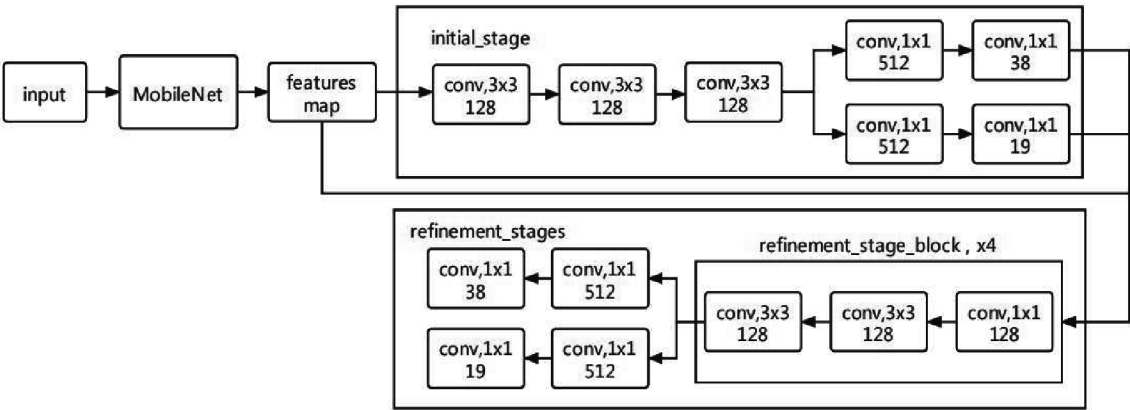 initial_stage
input
MobileNet
features
map
conv,3x3
128
conv,3x3
128
conv,3x3
128
conv,1x1
512
conv,1x1
38
conv,1x1
512
conv,1x1
19
refinement_stages
refinement_stage_block , x4
conv,1x1
38
conv,1x1
512
conv,3x3
128
conv,3x3
128
conv,1x1
128
conv,1x1
19
conv,1x1
512